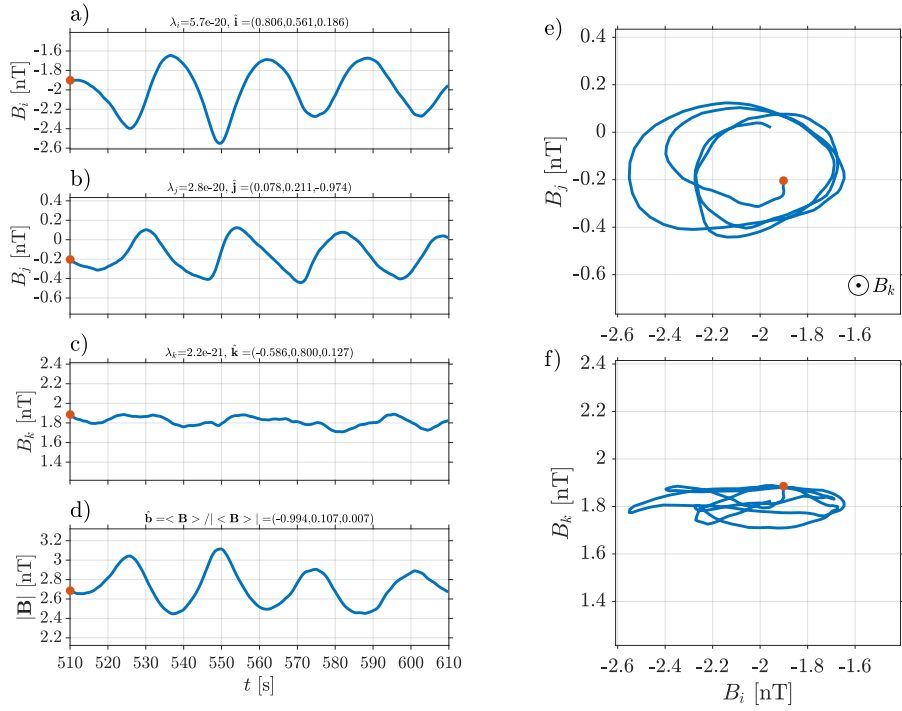 a)
λᵢ=5.7e-20, î =(0.806,0.561,0.186)
-1.6
-1.8
-2
-2.2
-2.4
-2.6
Bᵢ [nT]
b)
λⱼ=2.8e-20, ĵ =(0.078,0.211,-0.974)
0.4
0.2
0
-0.2
-0.4
-0.6
Bⱼ [nT]
c)
λₖ=2.2e-21, k̂ =(-0.586,0.800,0.127)
2.4
2.2
2
1.8
1.6
1.4
Bₖ [nT]
d)
b̂ =< B > /| < B > | =(-0.994,0.107,0.007)
3.2
3
2.8
2.6
2.4
2.2
|B| [nT]
510 520 530 540 550 560 570 580 590 600 610
t [s]
e)
0.4
0.2
0
-0.2
-0.4
-0.6
Bⱼ [nT]
Bₖ
-2.6 -2.4 -2.2 -2 -1.8 -1.6
f)
2.4
2.2
2
1.8
1.6
1.4
Bₖ [nT]
-2.6 -2.4 -2.2 -2 -1.8 -1.6
Bᵢ [nT]